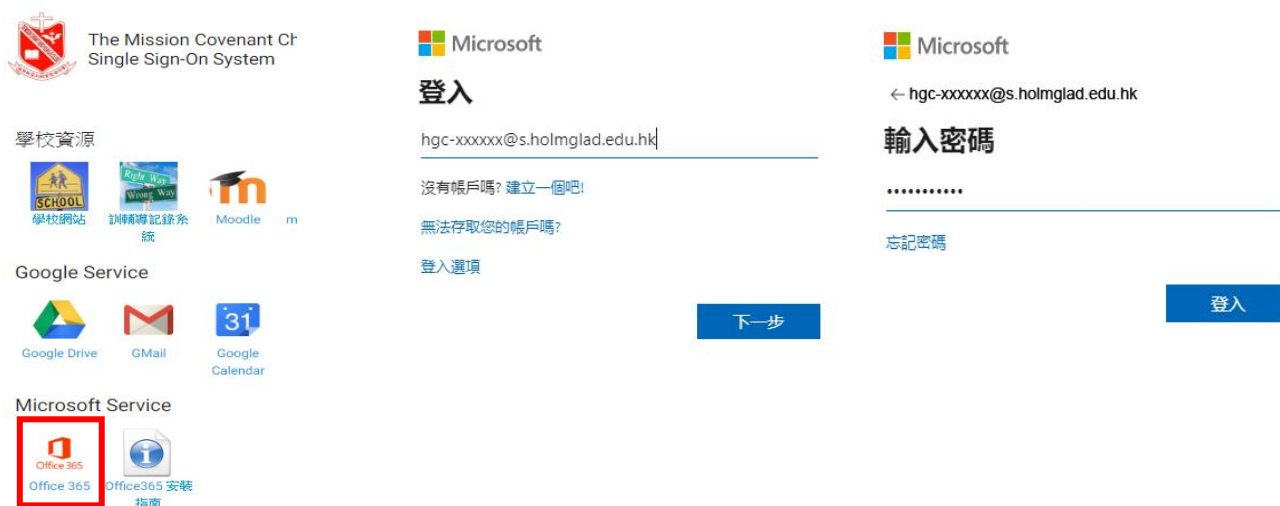 The Mission Covenant Ch
Single Sign-On System
學校資源
SCHOOL
Right Way
Wrong Way
學校網站
訓輔導記錄系
統
Moodle
m
Google Service
31
Google Drive
GMail
Google
Calendar
Microsoft Service
Office 365
Office 365
Office365 安裝
指南
Microsoft
登入
hgc-xxxxxx@s.holmglad.edu.hk
沒有帳戶嗎? 建立一個吧!
無法存取您的帳戶嗎?
登入選項
下一步
Microsoft
← hgc-xxxxxx@s.holmglad.edu.hk
輸入密碼
•••••••••••
忘記密碼
登入